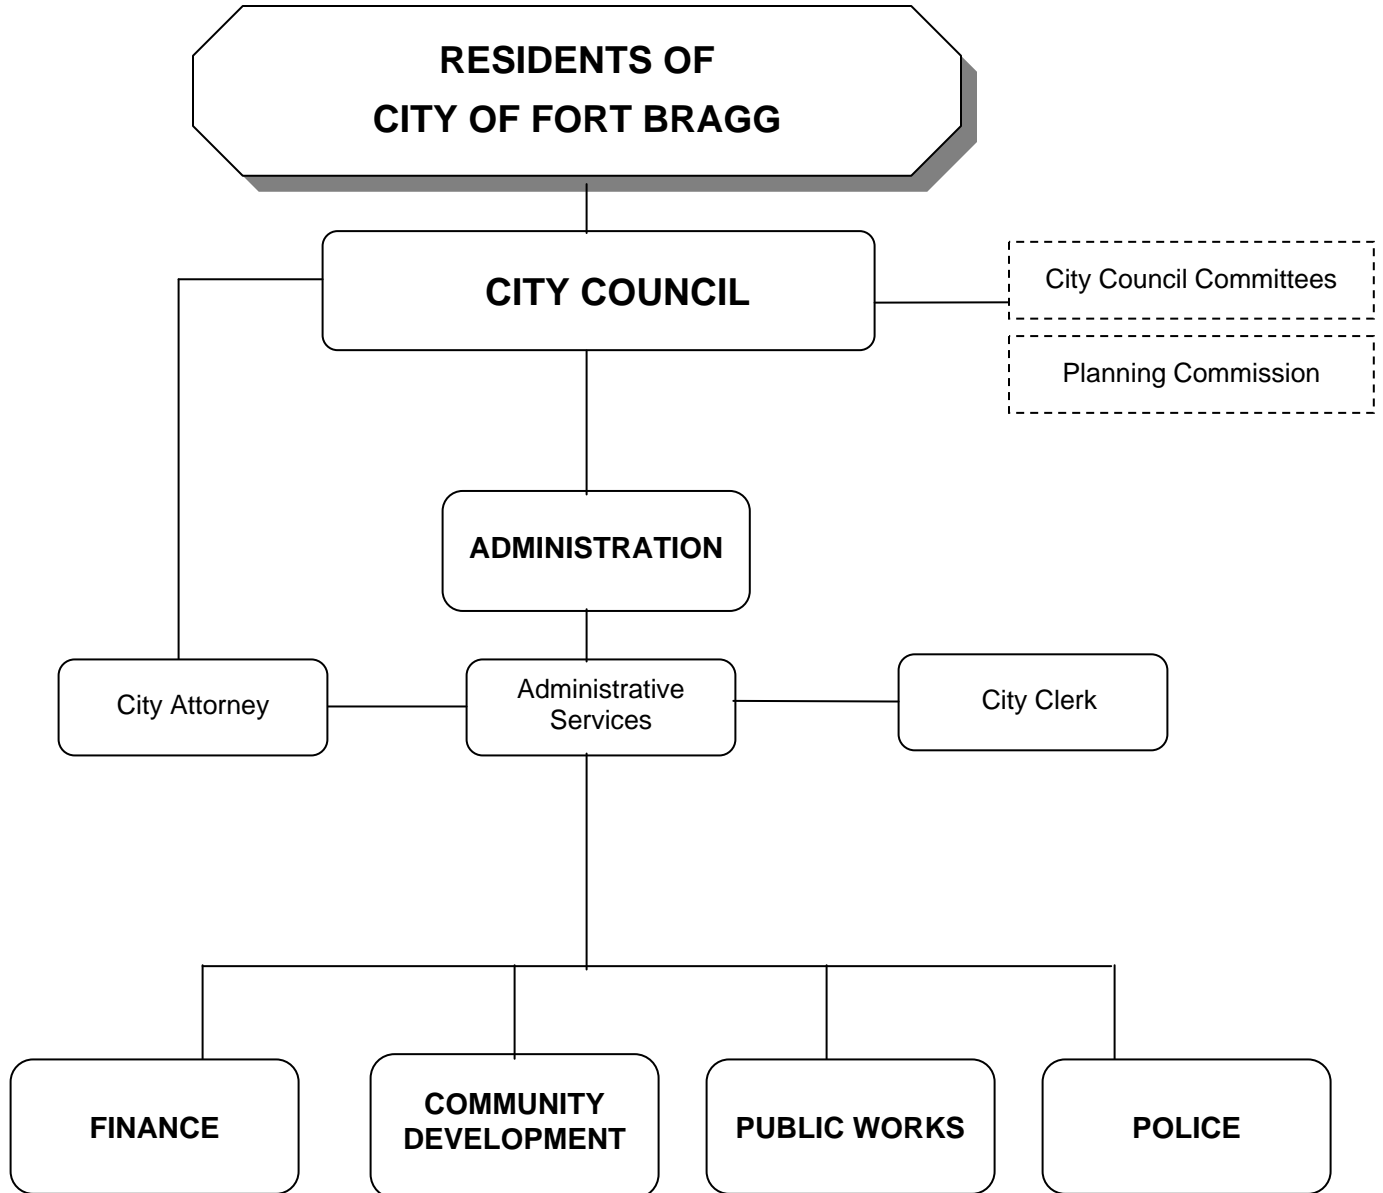 RESIDENTS OF
CITY OF FORT BRAGG
CITY COUNCIL
City Council Committees
Planning Commission
ADMINISTRATION
City Attorney
Administrative
Services
City Clerk
FINANCE
COMMUNITY
DEVELOPMENT
PUBLIC WORKS
POLICE